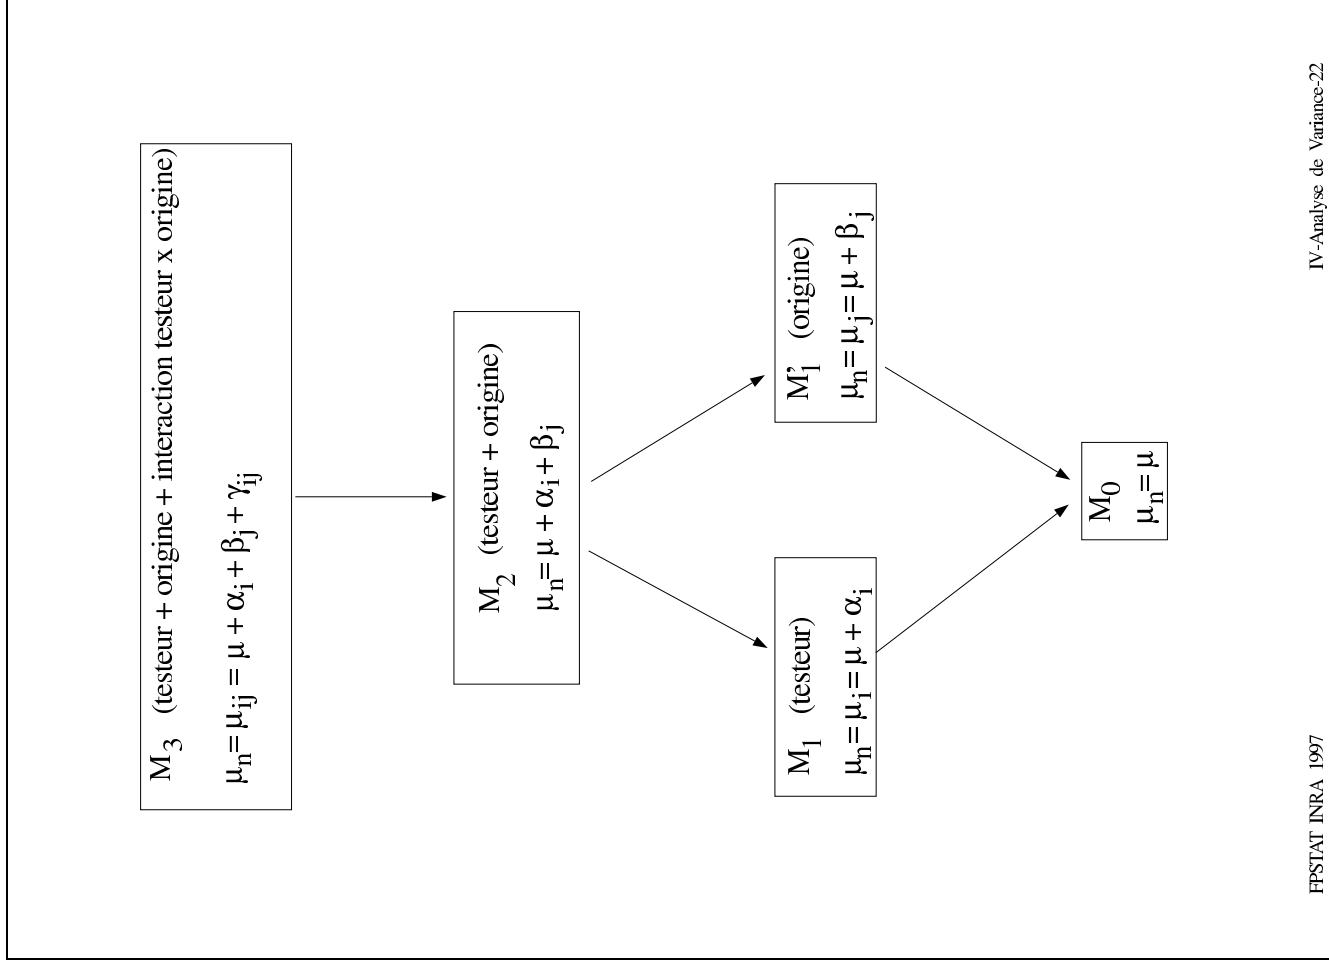 M3 (testeur + origine + interaction testeur x origine)
μn= μij = μ + αi + βj + γij
M2 (testeur + origine)
μn= μ + αi + βj
M1 (testeur)
μn= μi= μ + αi
M'1 (origine)
μn= μj= μ + βj
M0
μn= μ
FPSTAT INRA 1997
IV-Analyse de Variance-22